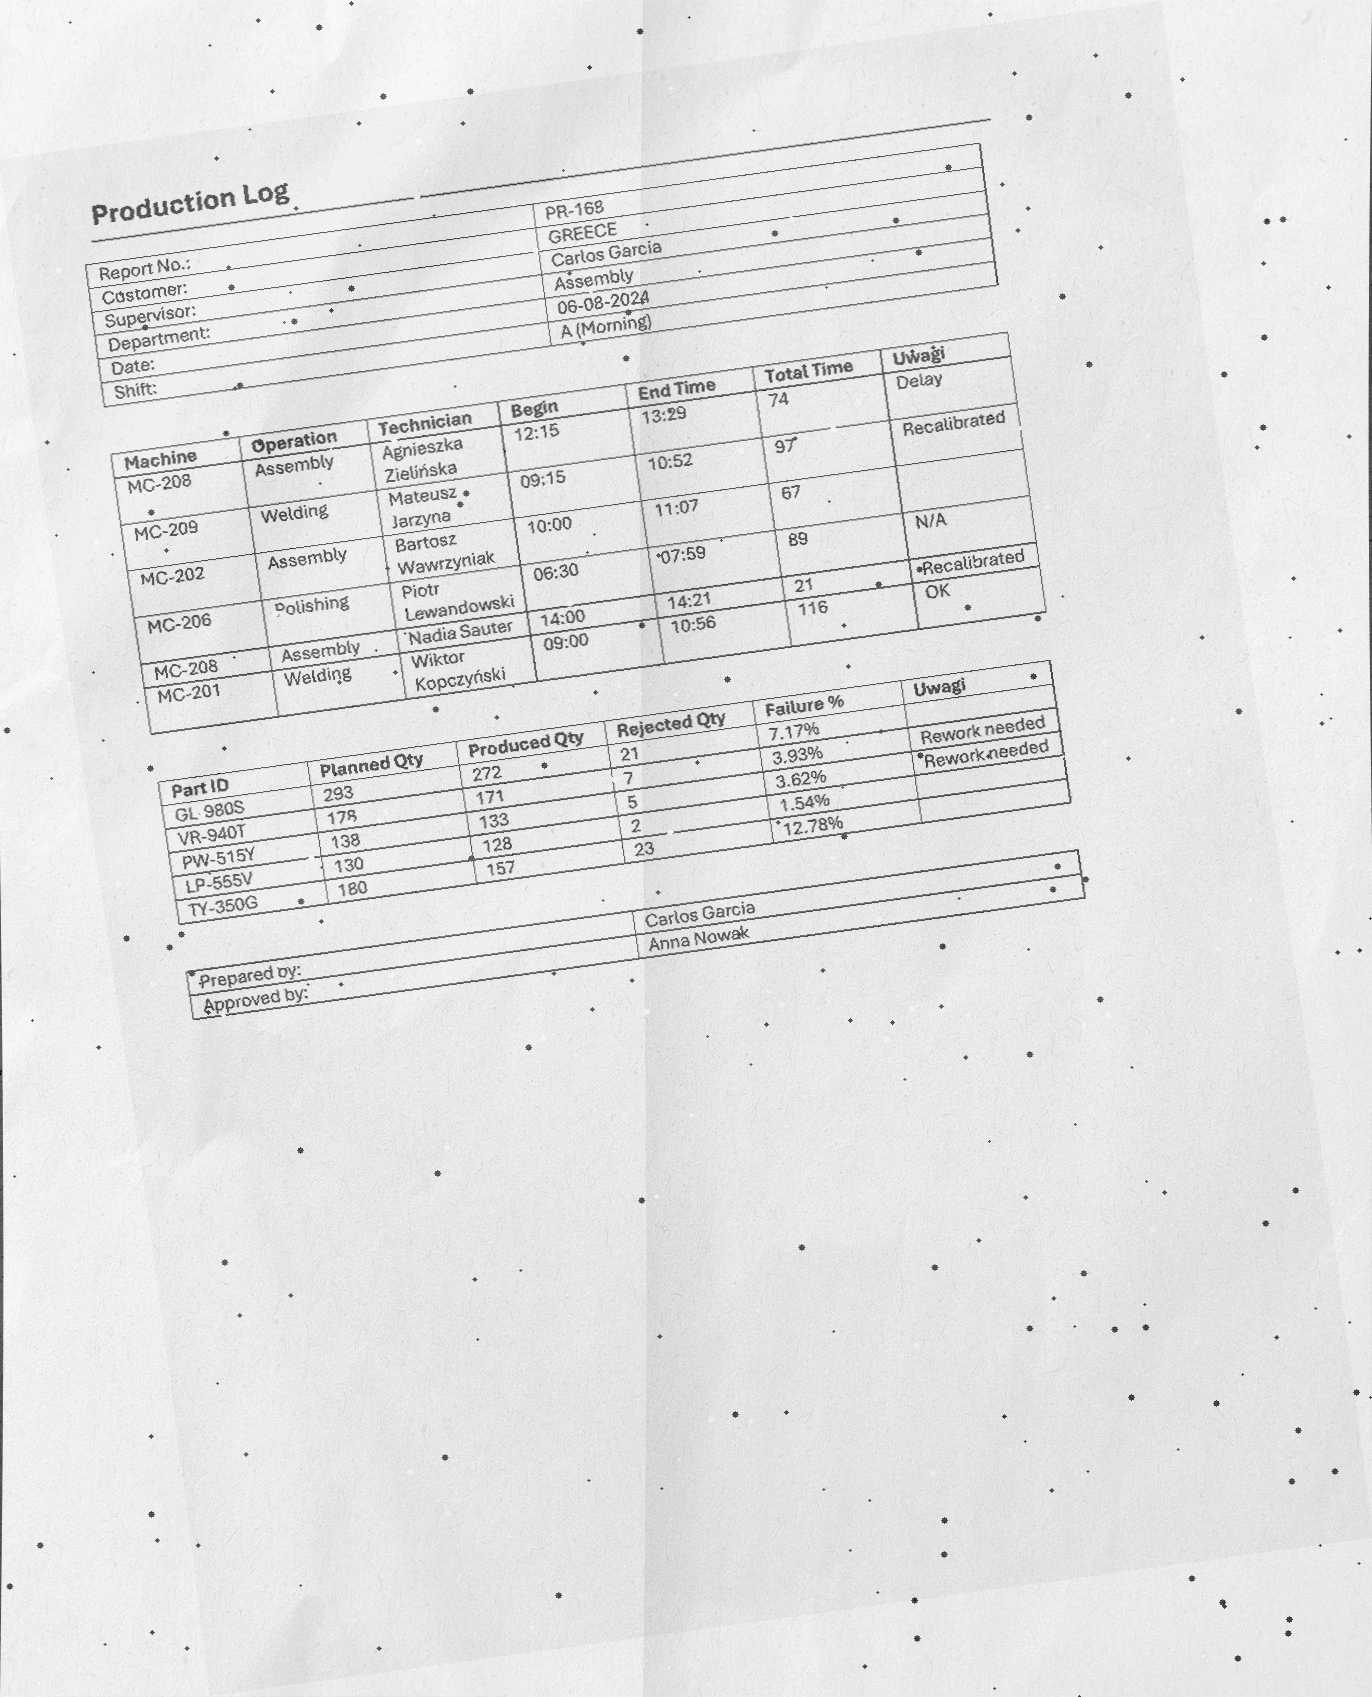 Production Log
Report No.: PR-168
Customer: GREECE
Supervisor: Carlos Garcia
Department: Assembly
Date: 06-08-2024
Shift: A (Morning)
Machine Operation Technician Begin End Time Total Time Uwagi
MC-208 Assembly Agnieszka Zielińska 12:15 13:29 74 Delay
MC-209 Welding Mateusz Jarzyna 09:15 10:52 97 Recalibrated
MC-202 Assembly Bartosz Wawrzyniak 10:00 11:07 67
MC-206 Polishing Piotr Lewandowski 06:30 07:59 89 N/A
MC-208 Assembly Nadia Sauter 14:00 14:21 21 Recalibrated
MC-201 Welding Wiktor Kopczyński 09:00 10:56 116 OK
Part ID Planned Qty Produced Qty Rejected Qty Failure % Uwagi
GL-980S 293 272 21 7.17%
VR-940T 178 171 7 3.93% Rework needed
PW-515Y 138 133 5 3.62% Rework needed
LP-555V 130 128 2 1.54%
TY-350G 180 157 23 12.78%
Prepared by: Carlos Garcia
Approved by: Anna Nowak